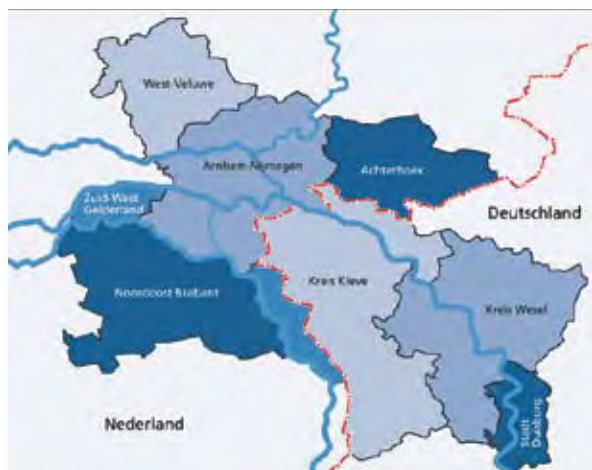 West-Veluwe
Arnhem-Nijmegen
Achterhoek
Zuid-West
Gelderland
Deutschland
Noordoost Brabant
Kreis Kleve
Kreis Wesel
Stadt
Duisburg
Nederland